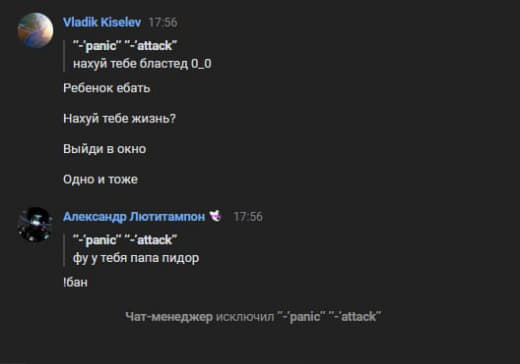 Vladik Kiselev 17:56
"-'panic" "-'attack"
нахуй тебе бластед 0_0
Ребенок ебать
Нахуй тебе жизнь?
Выйди в окно
Одно и тоже
Александр Лютитампон 17:56
"-'panic" "-'attack"
фу у тебя папа пидор
!бан
Чат-менеджер исключил "-'panic" "-'attack"